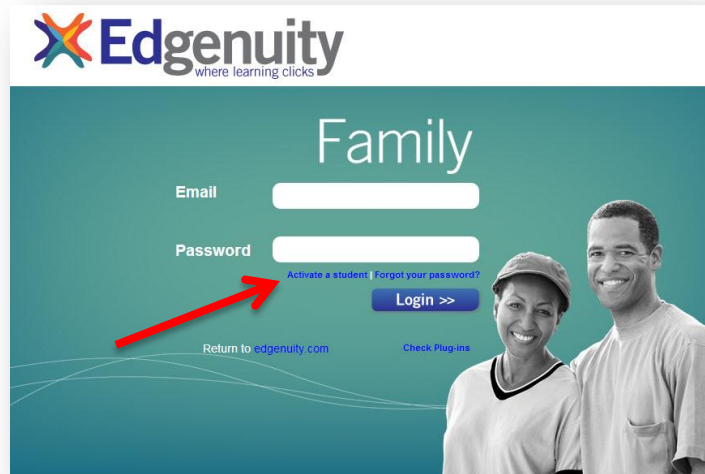 Edgenuity
where learning clicks
Family
Email
Password
Activate a student | Forgot your password?
Login >>
Return to edgenuity.com
Check Plug-ins